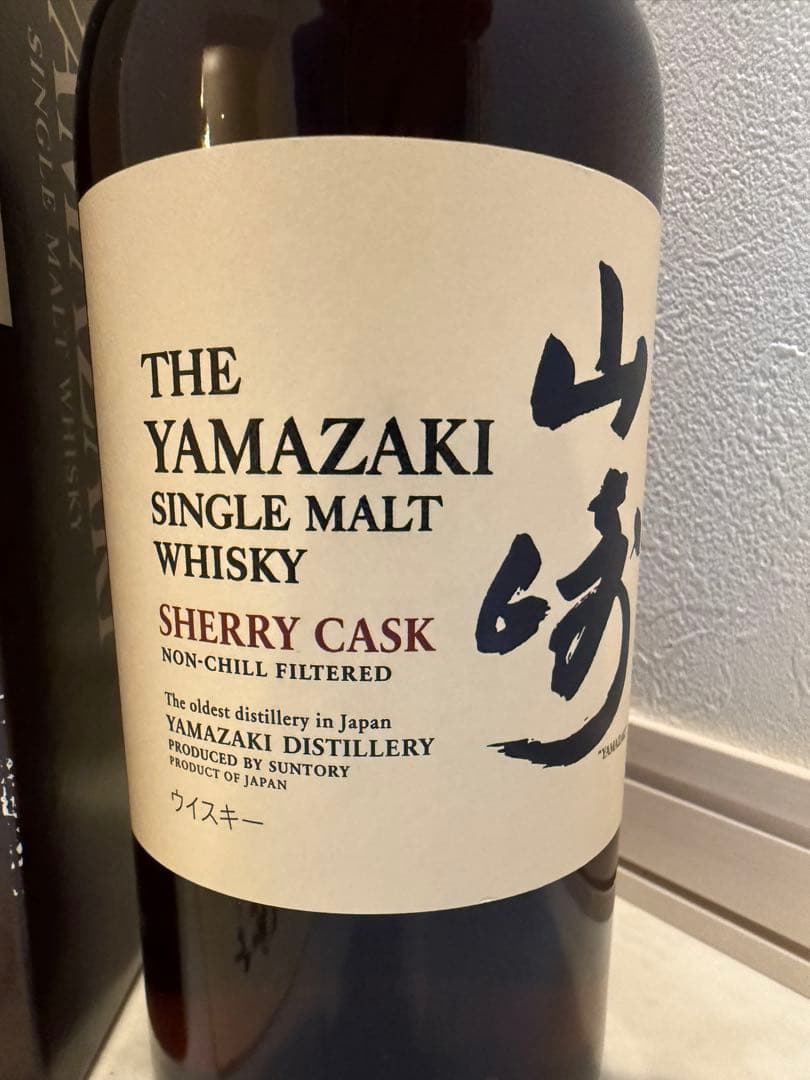 THE
YAMAZAKI
SINGLE MALT
WHISKY
SHERRY CASK
NON-CHILL FILTERED
The oldest distillery in Japan
YAMAZAKI DISTILLERY
PRODUCED BY SUNTORY
PRODUCT OF JAPAN
ウイスキー
山崎
SINGLE MALT WHISKY